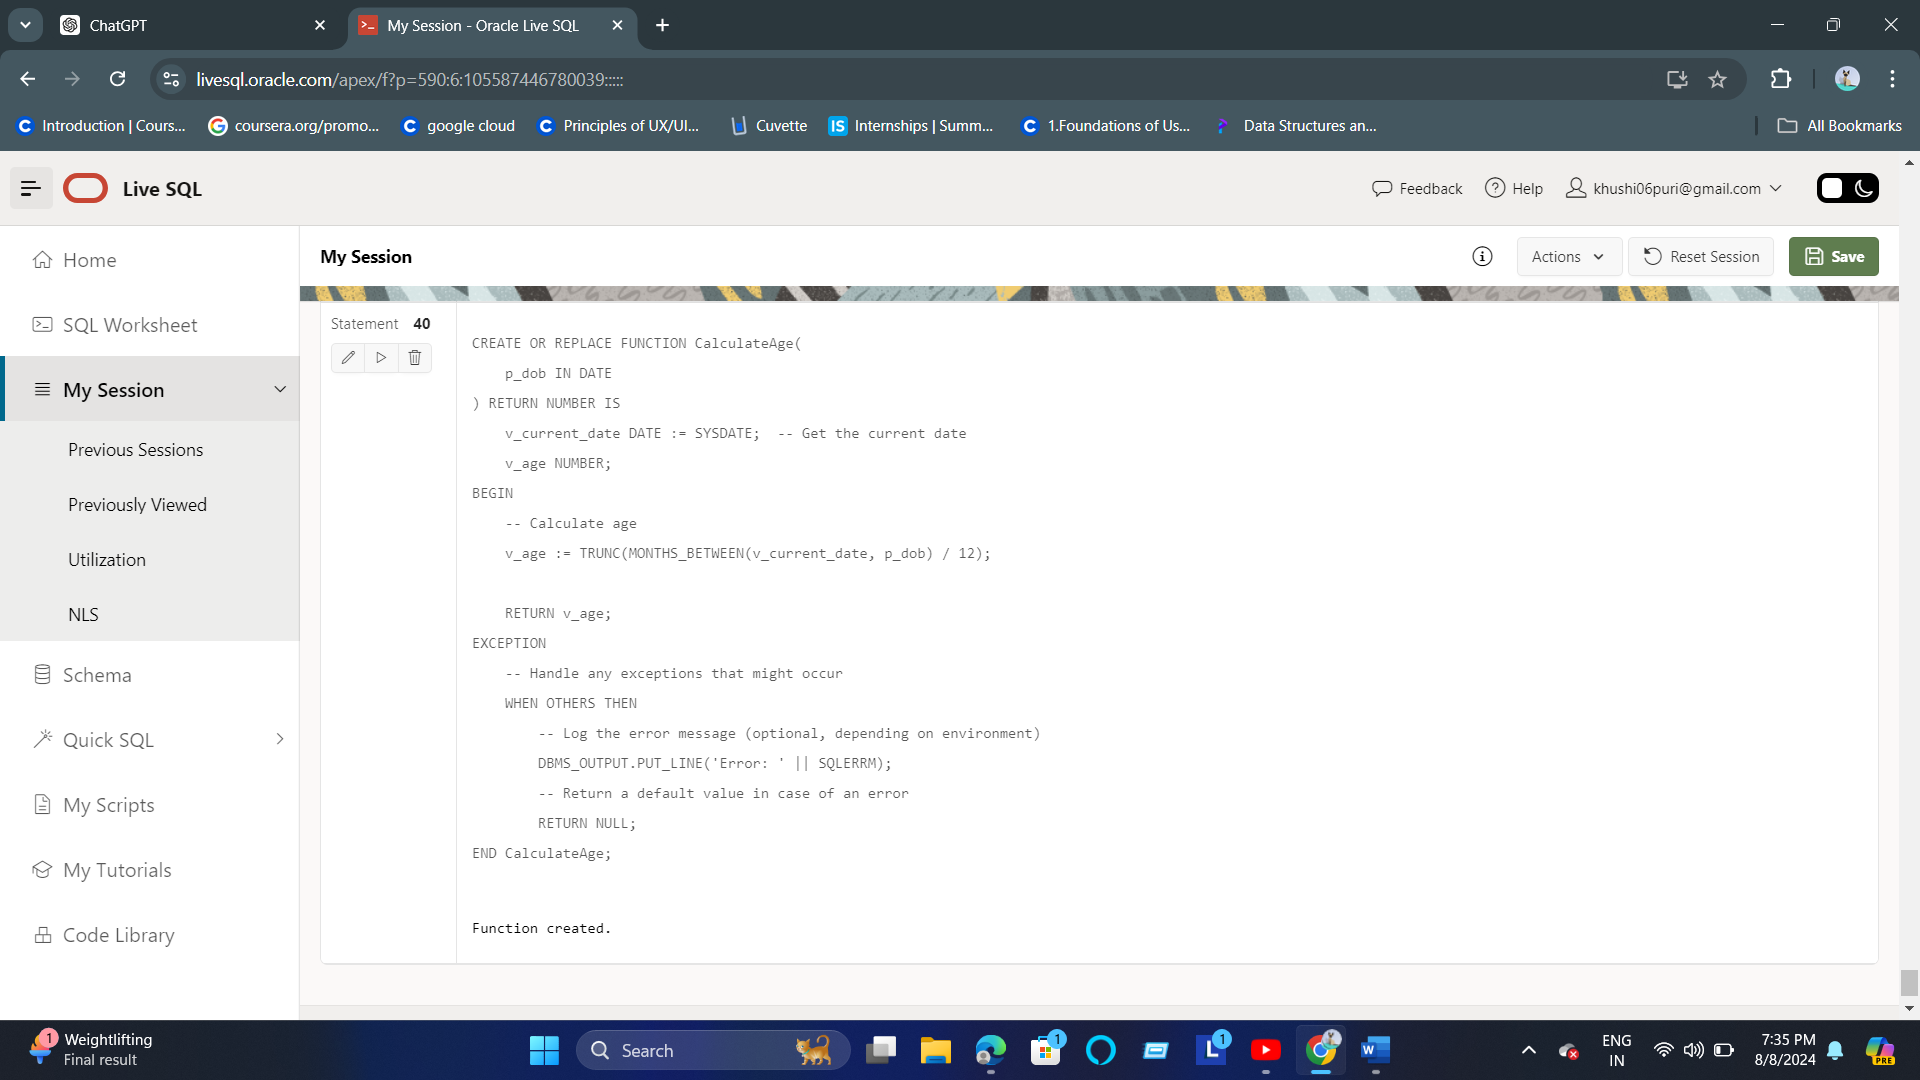 ChatGPT
My Session - Oracle Live SQL
livesql.oracle.com/apex/f?p=590:6:105587446780039:::::
Introduction | Cours...
coursera.org/promo...
google cloud
Principles of UX/UI...
Cuvette
IS Internships | Summ...
1.Foundations of Us...
Data Structures an...
All Bookmarks
Live SQL
Feedback
Help
khushi06puri@gmail.com
Home
SQL Worksheet
My Session
Previous Sessions
Previously Viewed
Utilization
NLS
Schema
Quick SQL
My Scripts
My Tutorials
Code Library
My Session
Actions
Reset Session
Save
Statement 40
CREATE OR REPLACE FUNCTION CalculateAge(
p_dob IN DATE
) RETURN NUMBER IS
v_current_date DATE := SYSDATE;  -- Get the current date
v_age NUMBER;
BEGIN
-- Calculate age
v_age := TRUNC(MONTHS_BETWEEN(v_current_date, p_dob) / 12);
RETURN v_age;
EXCEPTION
-- Handle any exceptions that might occur
WHEN OTHERS THEN
-- Log the error message (optional, depending on environment)
DBMS_OUTPUT.PUT_LINE('Error: ' || SQLERRM);
-- Return a default value in case of an error
RETURN NULL;
END CalculateAge;
Function created.
1
Weightlifting
Final result
Search
1
L 1
W
ENG
IN
7:35 PM
8/8/2024
PRE